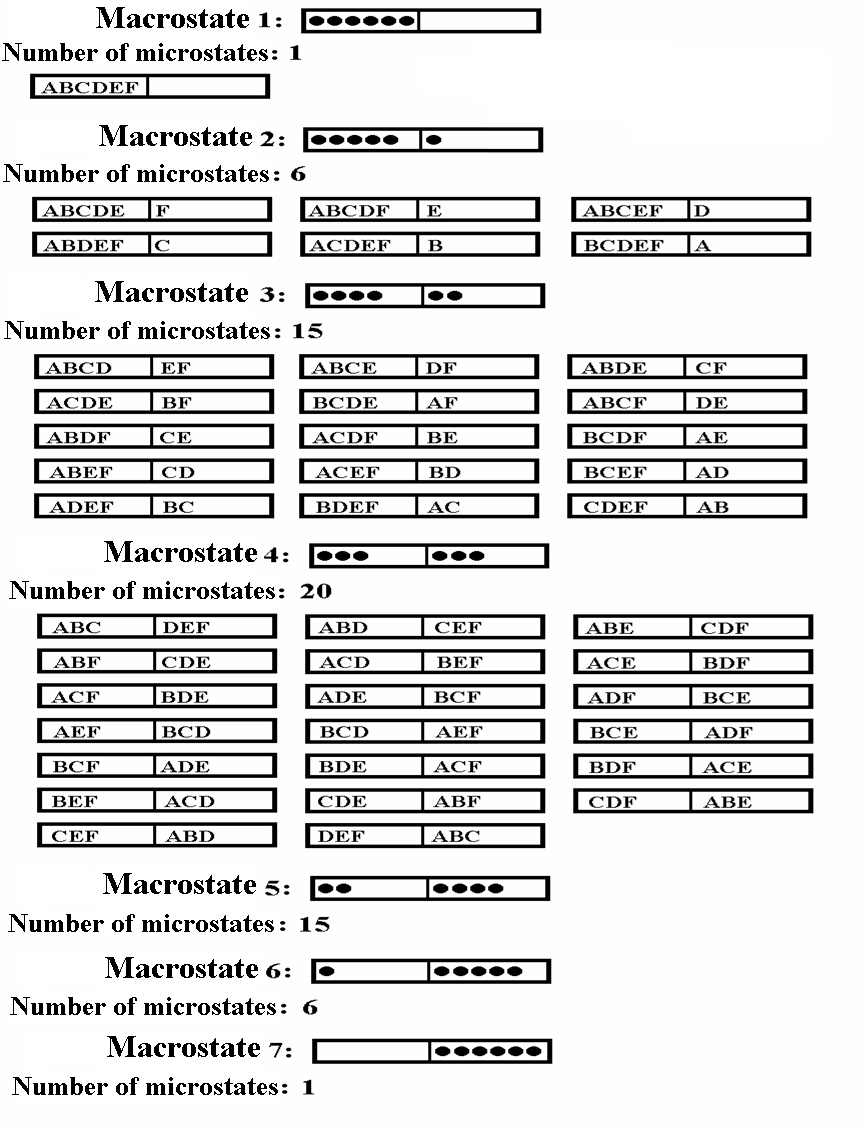 Macrostate 1:
Number of microstates: 1
ABCDEF
Macrostate 2:
Number of microstates: 6
ABCDE F ABCDF E ABCEF D
ABDEF C ACDEF B BCDEF A
Macrostate 3:
Number of microstates: 15
ABCD EF ABCE DF ABDE CF
ACDE BF BCDE AF ABCF DE
ABDF CE ACDF BE BCDF AE
ABEF CD ACEF BD BCEF AD
ADEF BC BDEF AC CDEF AB
Macrostate 4:
Number of microstates: 20
ABC DEF ABD CEF ABE CDF
ABF CDE ACD BEF ACE BDF
ACF BDE ADE BCF ADF BCE
AEF BCD BCD AEF BCE ADF
BCF ADE BDE ACF BDF ACE
BEF ACD CDE ABF CDF ABE
CEF ABD DEF ABC
Macrostate 5:
Number of microstates: 15
Macrostate 6:
Number of microstates: 6
Macrostate 7:
Number of microstates: 1